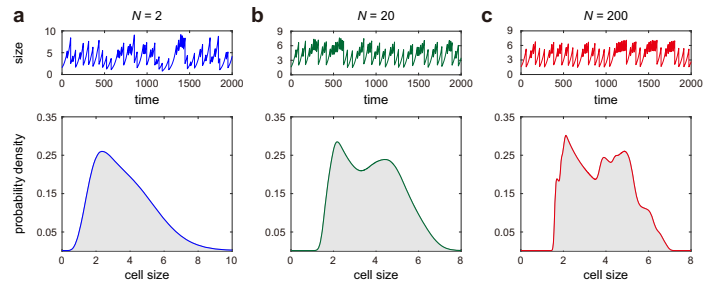 a N = 2
10
5
0
size
0 500 1000 1500 2000
time
0.35
0.25
0.15
0.05
probability density
0 2 4 6 8 10
cell size
b N = 20
9
6
3
0
0 500 1000 1500 2000
time
0.35
0.25
0.15
0.05
0 2 4 6 8
cell size
c N = 200
9
6
3
0
0 500 1000 1500 2000
time
0.35
0.25
0.15
0.05
0 2 4 6 8
cell size